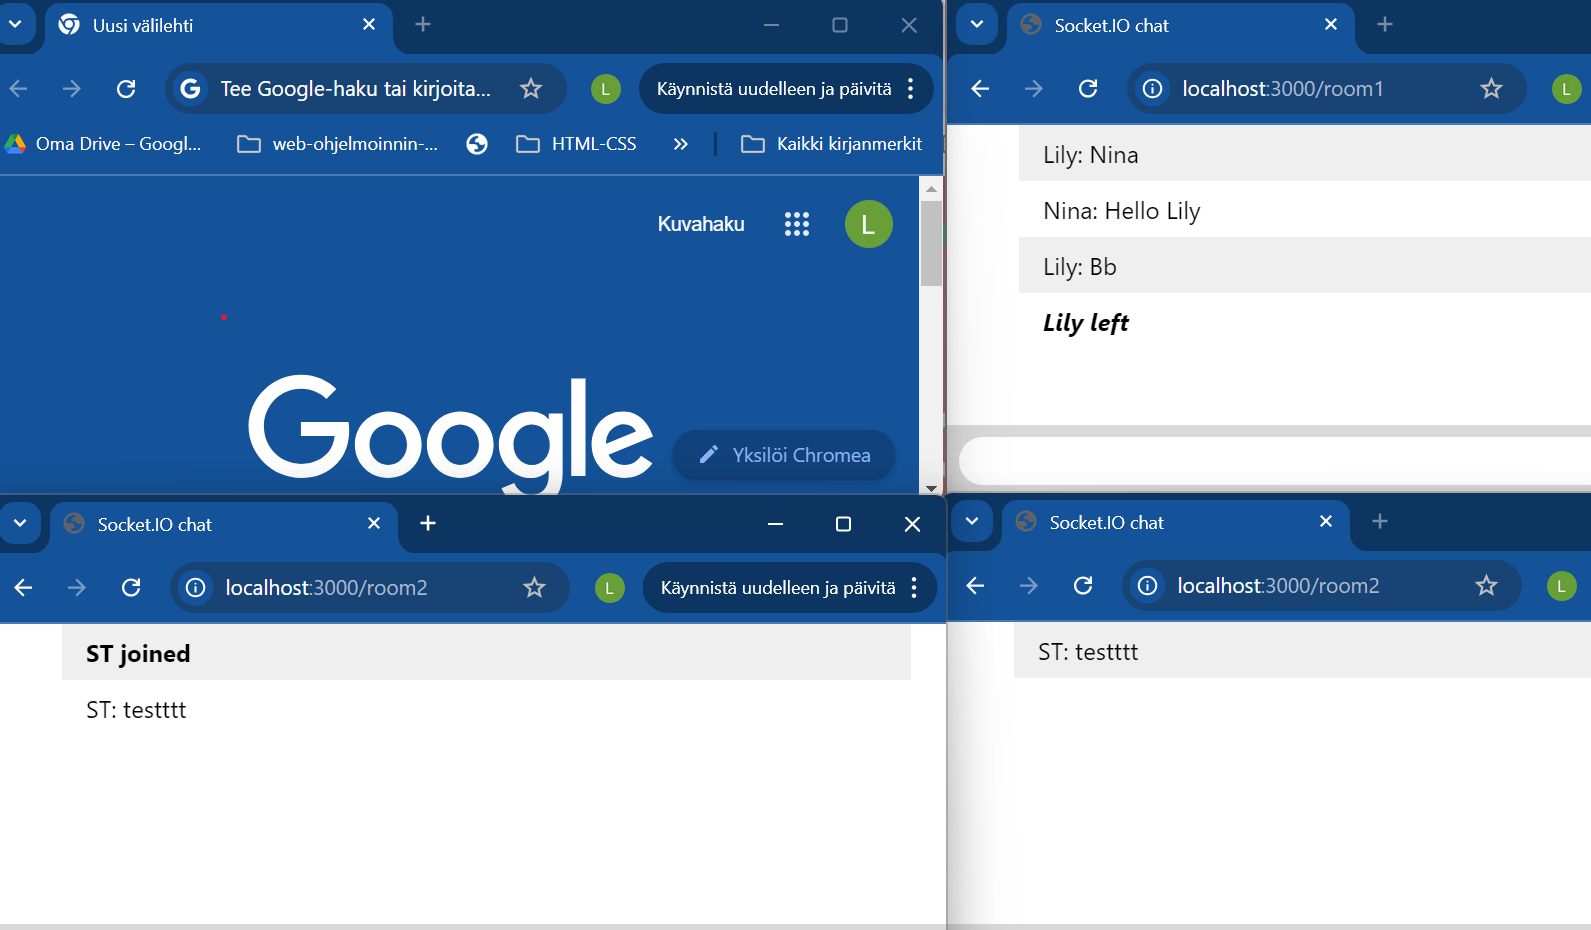 Uusi välilehti
Tee Google-haku tai kirjoita...
L
Käynnistä uudelleen ja päivitä
Oma Drive – Googl...
web-ohjelmoinnin-...
HTML-CSS
»
Kaikki kirjanmerkit
Kuvahaku
L
Google
Yksilöi Chromea
Socket.IO chat
localhost:3000/room1
L
Lily: Nina
Nina: Hello Lily
Lily: Bb
Lily left
Socket.IO chat
localhost:3000/room2
L
Käynnistä uudelleen ja päivitä
ST joined
ST: testttt
Socket.IO chat
localhost:3000/room2
L
ST: testttt